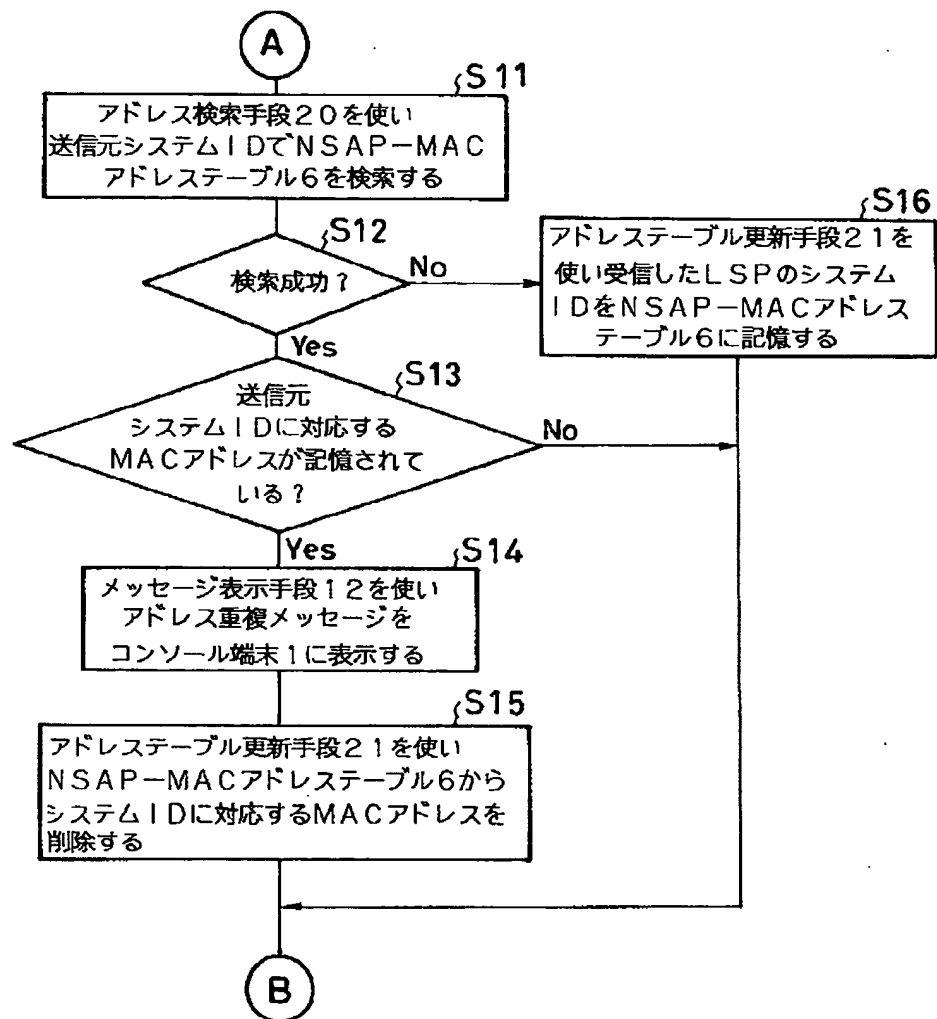 A
S11
アドレス検索手段20を使い
送信元システムIDでNSAP-MAC
アドレステーブル6を検索する
S12
検索成功?
No
Yes
S16
アドレステーブル更新手段21を
使い受信したLSPのシステム
IDをNSAP-MACアドレス
テーブル6に記憶する
S13
送信元
システムIDに対応する
MACアドレスが記憶されて
いる?
No
Yes
S14
メッセージ表示手段12を使い
アドレス重複メッセージを
コンソール端末1に表示する
S15
アドレステーブル更新手段21を使い
NSAP-MACアドレステーブル6から
システムIDに対応するMACアドレスを
削除する
B